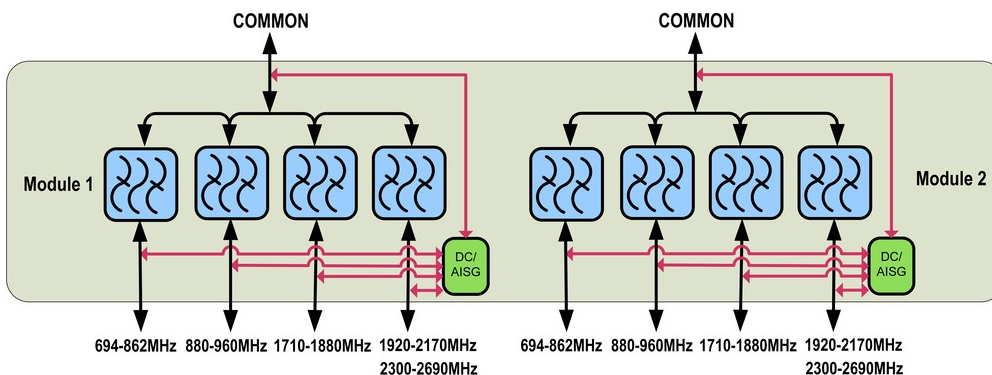 COMMON
COMMON
Module 1
Module 2
DC/
AISG
DC/
AISG
694-862MHz 880-960MHz 1710-1880MHz 1920-2170MHz
2300-2690MHz
694-862MHz 880-960MHz 1710-1880MHz 1920-2170MHz
2300-2690MHz